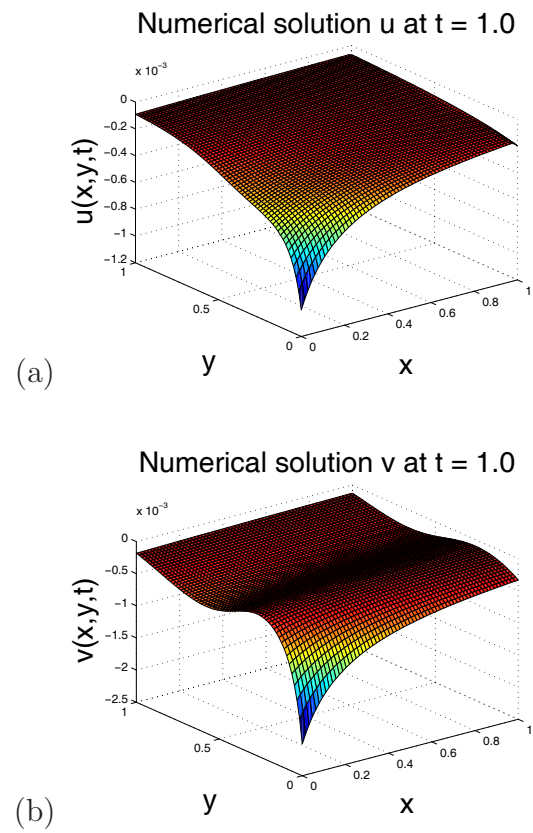 Numerical solution u at t = 1.0
x 10⁻³
0
−0.2
−0.4
−0.6
−0.8
−1
−1.2
u(x,y,t)
1
0.5
0
y
0
0.2
0.4
0.6
0.8
1
x
(a)
Numerical solution v at t = 1.0
x 10⁻³
0
−0.5
−1
−1.5
−2
−2.5
v(x,y,t)
1
0.5
0
y
0
0.2
0.4
0.6
0.8
1
x
(b)